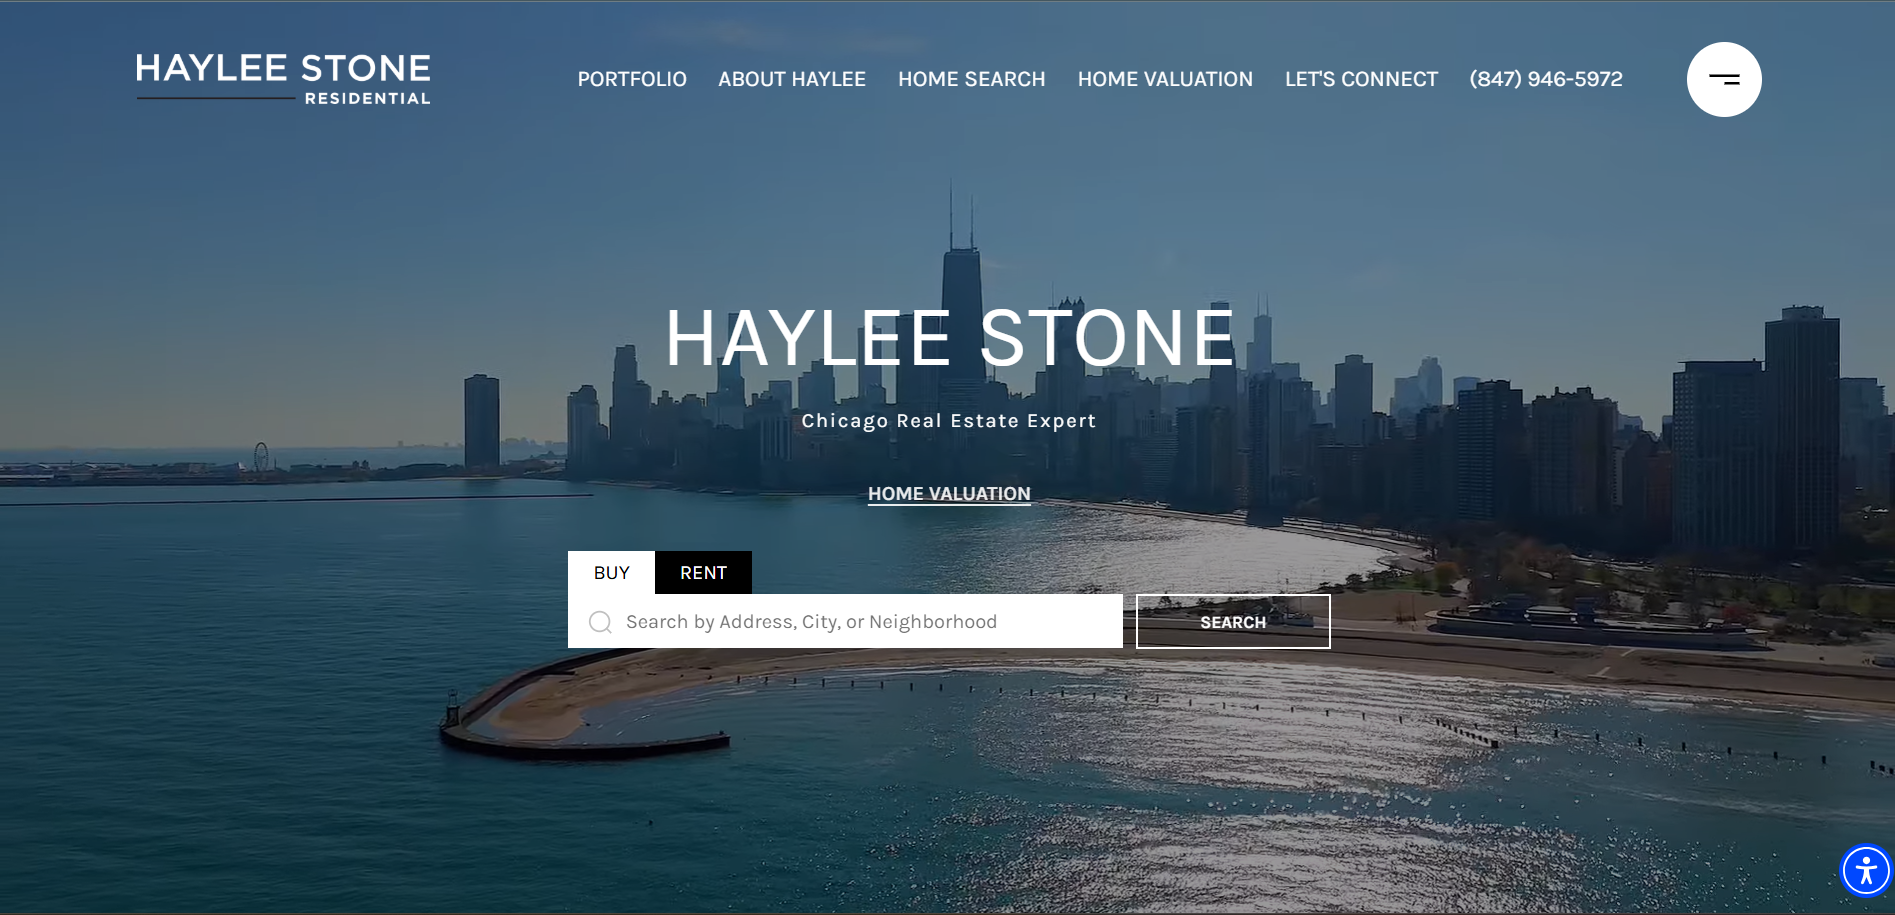 HAYLEE STONE
RESIDENTIAL
PORTFOLIO ABOUT HAYLEE HOME SEARCH HOME VALUATION LET'S CONNECT (847) 946-5972
HAYLEE STONE
Chicago Real Estate Expert
HOME VALUATION
BUY RENT
Search by Address, City, or Neighborhood
SEARCH